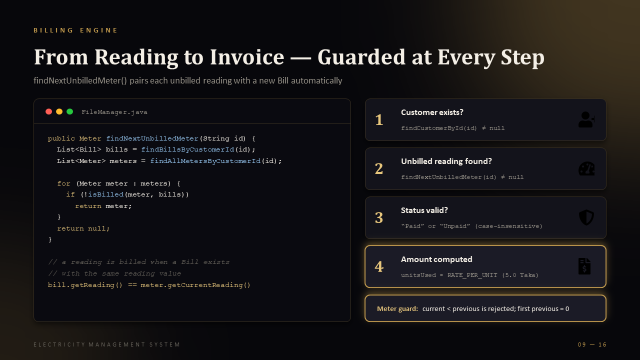 BILLING ENGINE
From Reading to Invoice — Guarded at Every Step
findNextUnbilledMeter() pairs each unbilled reading with a new Bill automatically
FileManager.java
public Meter findNextUnbilledMeter(String id) {
List<Bill> bills = findBillsByCustomerId(id);
List<Meter> meters = findAllMetersByCustomerId(id);
for (Meter meter : meters) {
if (!isBilled(meter, bills))
return meter;
}
return null;
}
// a reading is billed when a Bill exists
// with the same reading value
bill.getReading() == meter.getCurrentReading()
1
Customer exists?
findCustomerById(id) ≠ null
2
Unbilled reading found?
findNextUnbilledMeter(id) ≠ null
3
Status valid?
"Paid" or "Unpaid" (case-insensitive)
4
Amount computed
unitsUsed × RATE_PER_UNIT (5.0 Taka)
Meter guard: current < previous is rejected; first previous = 0
ELECTRICITY MANAGEMENT SYSTEM
09 — 16